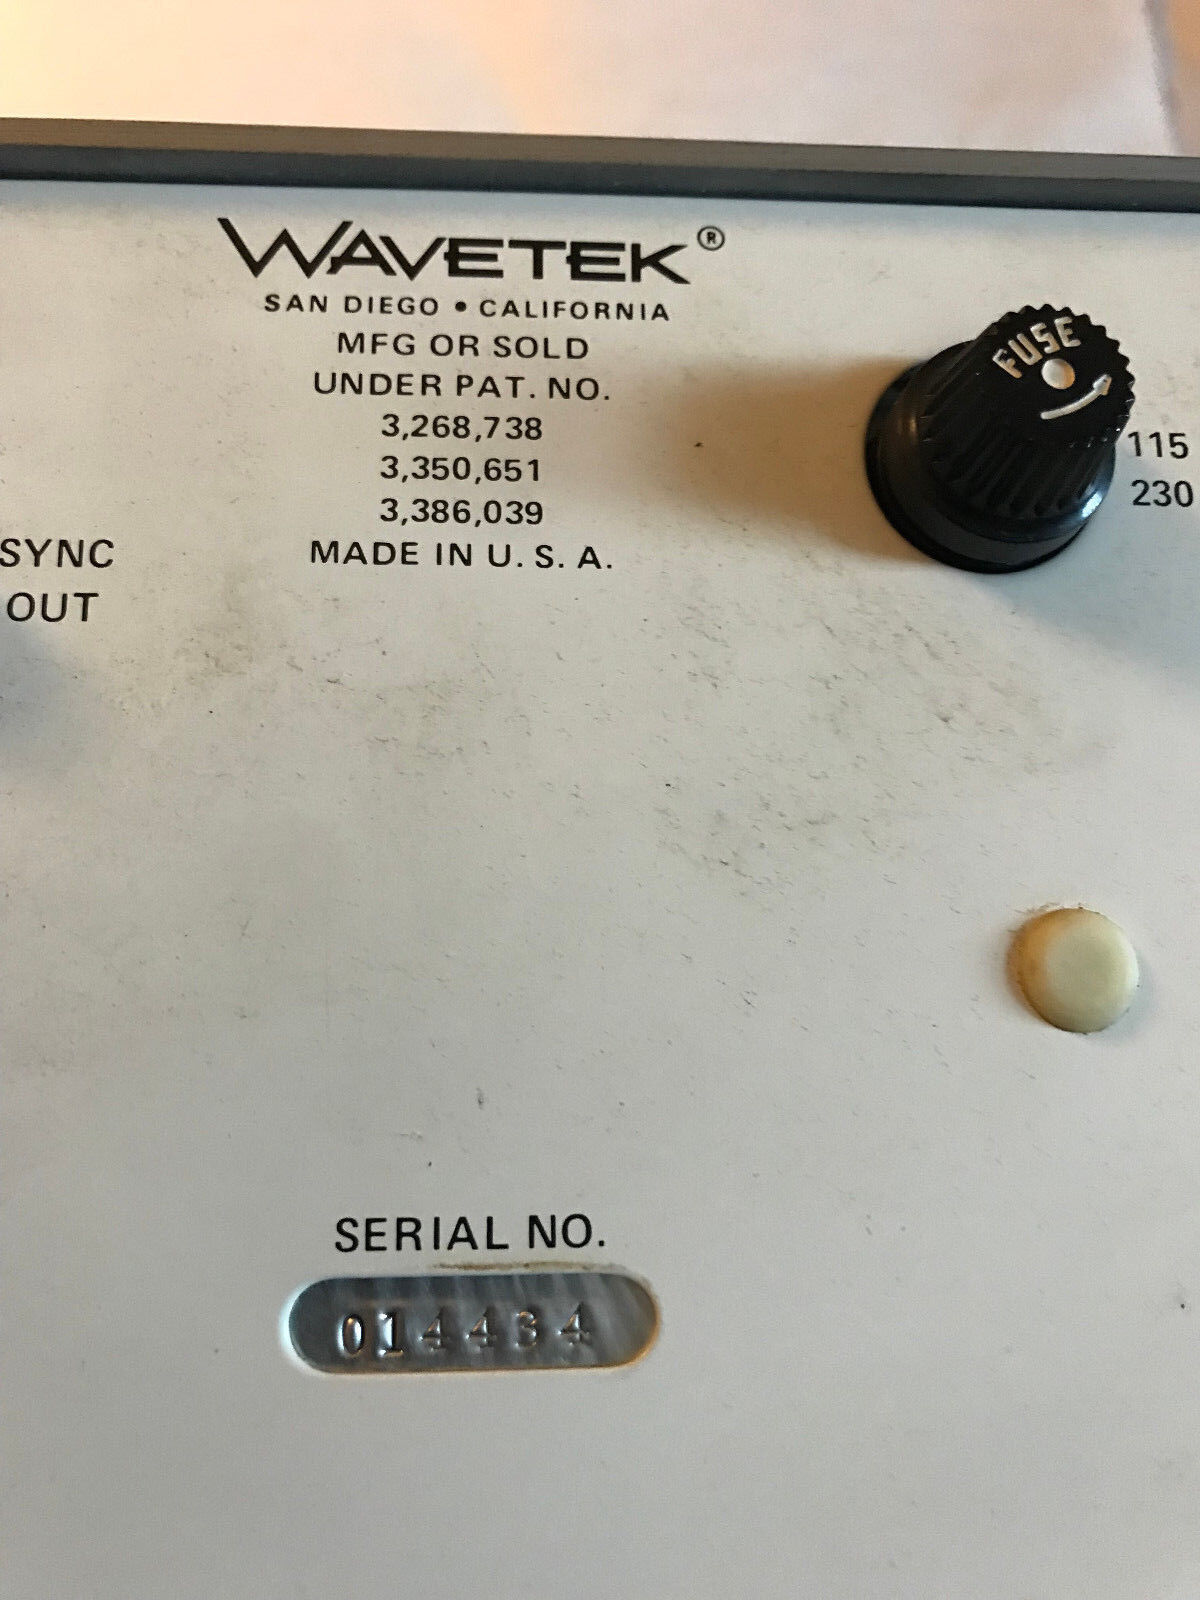 WAVETEK®
SAN DIEGO • CALIFORNIA
MFG OR SOLD
UNDER PAT. NO.
3,268,738
3,350,651
3,386,039
MADE IN U. S. A.
FUSE
115
230
SYNC
OUT
SERIAL NO.
014434